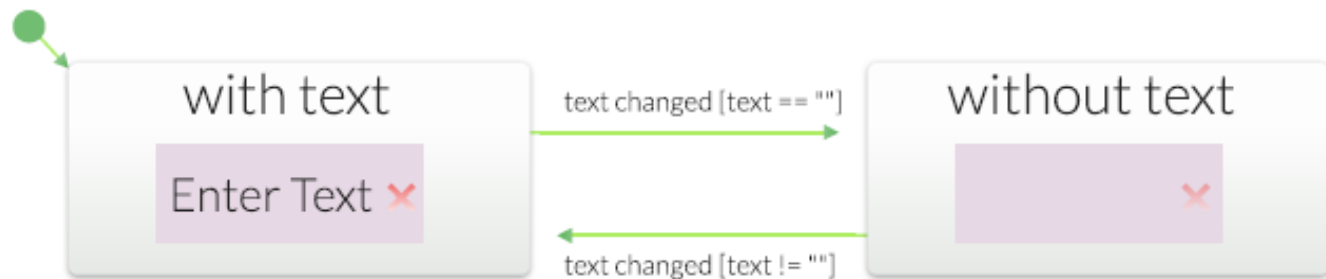 with text
Enter Text
text changed [text == ""]
text changed [text != ""]
without text